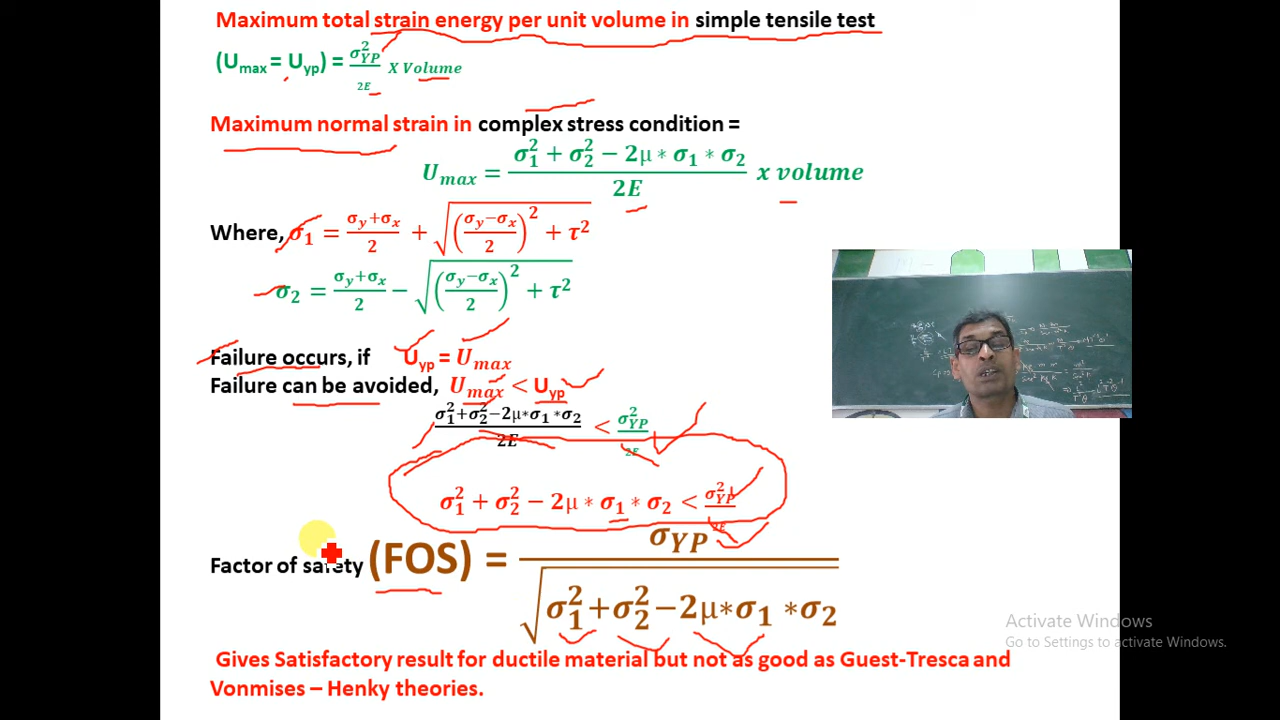 Maximum total strain energy per unit volume in simple tensile test
(Umax = Uyp) = σ²YP / 2E X Volume
Maximum normal strain in complex stress condition =
Umax = (σ₁² + σ₂² − 2μ * σ₁ * σ₂) / 2E x volume
Where, σ₁ = (σy+σx)/2 + √(((σy−σx)/2)² + τ²)
σ₂ = (σy+σx)/2 − √(((σy−σx)/2)² + τ²)
Failure occurs, if Uyp = Umax
Failure can be avoided, Umax < Uyp
(σ₁²+σ₂²−2μ*σ₁ *σ₂) / 2E < σ²YP / 2E
σ₁² + σ₂² − 2μ * σ₁ * σ₂ < σ²YP / 2E
Factor of safety (FOS) = σYP / √(σ₁²+σ₂²−2μ*σ₁ *σ₂)
Gives Satisfactory result for ductile material but not as good as Guest-Tresca and
Vonmises – Henky theories.
Activate Windows
Go to Settings to activate Windows.